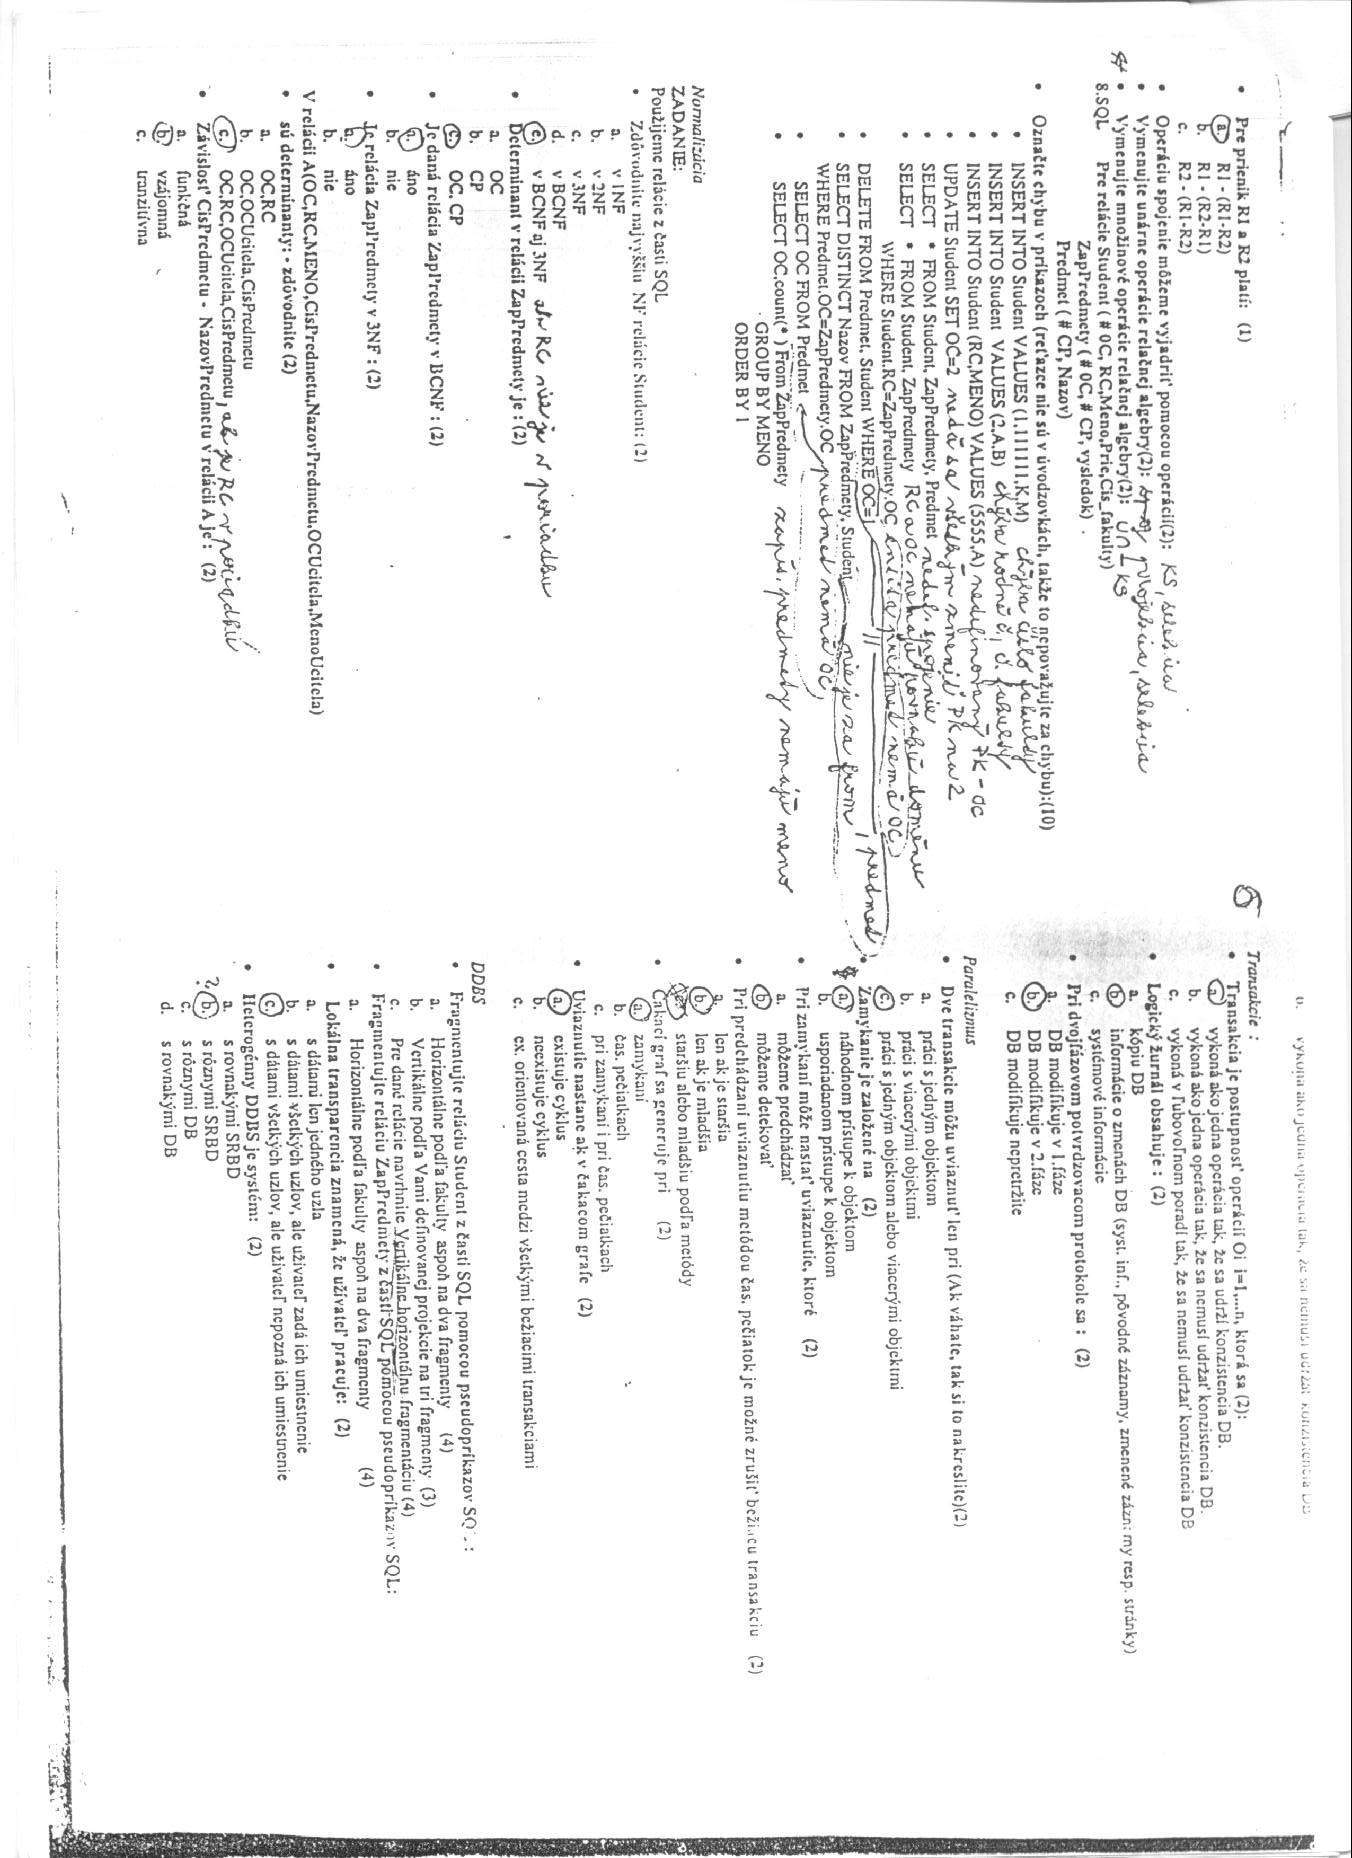 Pre prienik R1 a R2 platí: (1)
a. R1 - (R1-R2)
b. R1 - (R2-R1)
c. R2 - (R1-R2)
Operáciu spojenie môžeme vyjadriť pomocou operácií(2): KS, selekcia
Vymenujte unárne operácie relačnej algebry(2): projekcia, selekcia
Vymenujte množinové operácie relačnej algebry(2): ∪ ∩ - KS
8.SQL Pre relácie Student ( # OC, RC,Meno,Prie,Cis_fakulty)
ZapPredmety ( # OC, # CP, vysledok)
Predmet ( # CP, Nazov)
Označte chybu v príkazoch (reťazce nie sú v úvodzovkách, takže to nepovažujte za chybu):(10)
INSERT INTO Student VALUES (1,111111,K,M) chýba číslo fakulty
INSERT INTO Student VALUES (2,A,B) chýba rodné č, č. fakulty
INSERT INTO Student (RC,MENO) VALUES (5555,A) nedefinovaný PK - OC
UPDATE Student SET OC=2 nedá sa všetkým zmeniť PK na 2
SELECT * FROM Student, ZapPredmety, Predmet nedef. spojenie
SELECT * FROM Student, ZapPredmety RC a OC nemajú rovnakú doménu
WHERE Student.RC=ZapPredmety.OC entita predmet nemá OC
DELETE FROM Predmet, Student WHERE OC=1
SELECT DISTINCT Nazov FROM ZapPredmety, Student nie je za from, predmet
WHERE Predmet.OC=ZapPredmety.OC, predmet nemá OC
SELECT OC FROM Predmet
GROUP BY MENO
SELECT OC,count(* ) From ZapPredmety zapís. predmety nemajú meno
ORDER BY 1
Normalizácia
ZADANIE:
Použijeme relácie z časti SQL
Zdôvodnite najvyššiu NF relácie Student: (2)
a. v 1NF
b. v 2NF
c. v 3NF
d. v BCNF
e. v BCNF aj 3NF ak RC nie je v poriadku
Determinant v relácii ZapPredmety je : (2)
a. OC
b. CP
c. OC, CP
Je daná relácia ZapPredmety v BCNF : (2)
a. áno
b. nie
Je relácia ZapPredmety v 3NF : (2)
a. áno
b. nie
V relácii A(OC,RC,MENO,CisPredmetu,NazovPredmetu,OCUcitela,MenoUcitela)
sú determinanty: - zdôvodnite (2)
a. OC,RC
b. OC,OCUcitela,CisPredmetu
c. OC,RC,OCUcitela,CisPredmetu, ak je RC v poriadku
Závislosť CisPredmetu - NazovPredmetu v relácii A je : (2)
a. funkčná
b. vzájomná
c. tranzitívna
5
Transakcie :
Transakcia je postupnosť operácií Oi i=1,...n, ktorá sa (2):
a. vykoná ako jedna operácia tak, že sa udrží konzistencia DB.
b. vykoná ako jedna operácia tak, že sa nemusí udržať konzistencia DB.
c. vykoná v ľubovoľnom poradí tak, že sa nemusí udržať konzistencia DB
Logický žurnál obsahuje : (2)
a. kópiu DB
b. informácie o zmenách DB (syst. inf., pôvodné záznamy, zmenené záznamy resp. stránky)
c. systémové informácie
Pri dvojfázovom potvrdzovacom protokole sa : (2)
a. DB modifikuje v 1.fáze
b. DB modifikuje v 2.fáze
c. DB modifikuje nepretržite
Paralelizmus
Dve transakcie môžu uviaznuť len pri (Ak váhate, tak si to nakreslite)(2)
a. práci s jedným objektom
b. práci s viacerými objektmi
c. práci s jedným objektom alebo viacerými objektmi
Zamykanie je založené na (2)
a. náhodnom prístupe k objektom
b. usporiadanom prístupe k objektom
Pri zamykaní môže nastať uviaznutie, ktoré (2)
a. môžeme predchádzať
b. môžeme detekovať
Pri predchádzaní uviaznutiu metódou čas. pečiatok je možné zrušiť bežiacu transakciu (2)
a. len ak je staršia
b. len ak je mladšia
staršiu alebo mladšiu podľa metódy
Čakací graf sa generuje pri (2)
a. zamykaní
b. čas. pečiatkach
c. pri zamykaní i pri čas. pečiatkach
Uviaznutie nastane ak v čakacom grafe (2)
a. existuje cyklus
b. neexistuje cyklus
c. ex. orientovaná cesta medzi všetkými bežiacimi transakciami
DDBS
Fragmentujte reláciu Student z časti SQL pomocou pseudopríkazov SQL:
a. Horizontálne podľa fakulty aspoň na dva fragmenty (4)
b. Vertikálne podľa Vami definovanej projekcie na tri fragmenty (3)
c. Pre dané relácie navrhnite Vertikálne horizontálnu fragmentáciu (4)
Fragmentujte reláciu ZapPredmety z časti SQL pomocou pseudopríkazov SQL:
a. Horizontálne podľa fakulty aspoň na dva fragmenty (4)
Lokálna transparencia znamená, že užívateľ pracuje: (2)
a. s dátami len jedného uzla
b. s dátami všetkých uzlov, ale užívateľ zadá ich umiestnenie
c. s dátami všetkých uzlov, ale užívateľ nepozná ich umiestnenie
Heterogénny DDBS je systém: (2)
a. s rovnakými SRBD
? b. s rôznymi SRBD
c. s rôznymi DB
d. s rovnakými DB